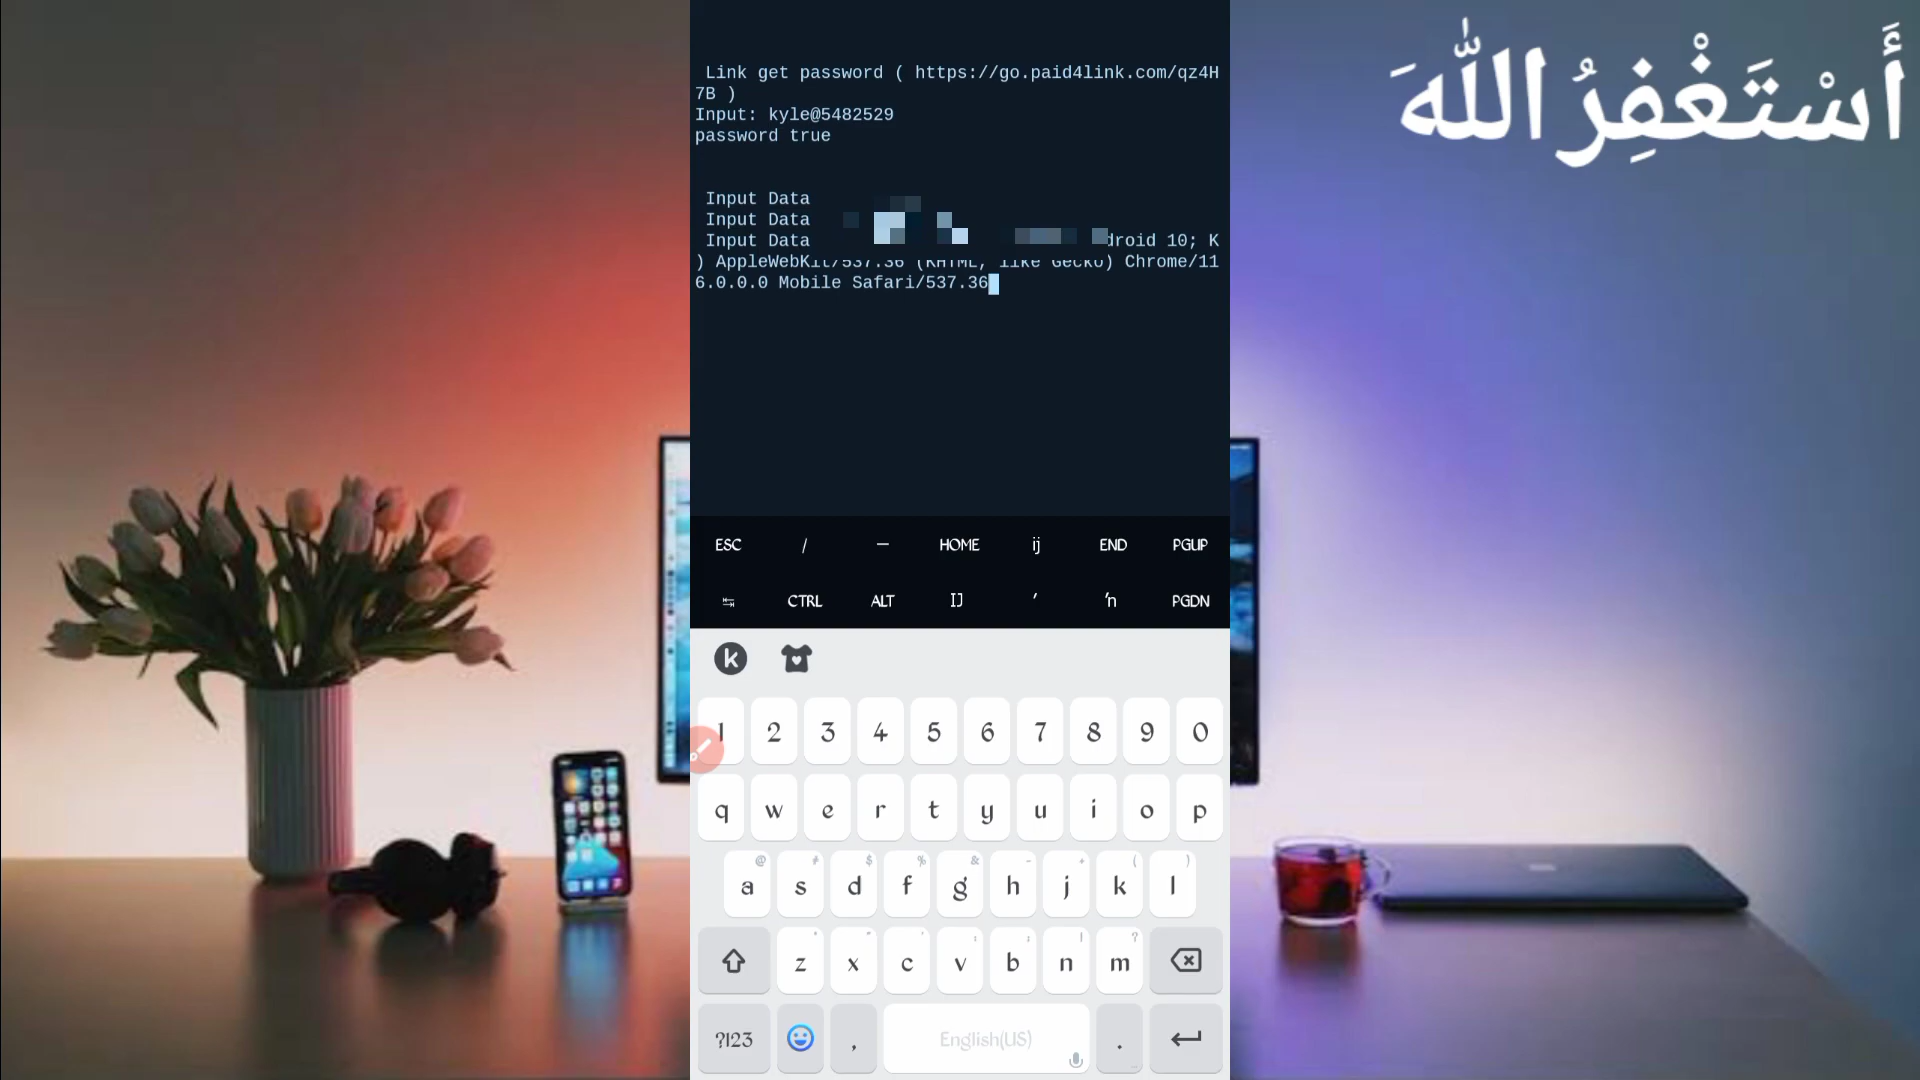 أَسْتَغْفِرُ اللّٰهَ
Link get password ( https://go.paid4link.com/qz4H
7B )
Input: kyle@5482529
password true
Input Data
Input Data
Input Data droid 10; K
) AppleWebKit/537.36 (KHTML, like Gecko) Chrome/11
6.0.0.0 Mobile Safari/537.36
ESC / — HOME ij END PGUP
↹ CTRL ALT IJ ′ ŉ PGDN
k
1 2 3 4 5 6 7 8 9 0
q w e r t y u i o p
@ # $ % & - + ( )
a s d f g h j k l
z x c v b n m
?123 , English(US) .